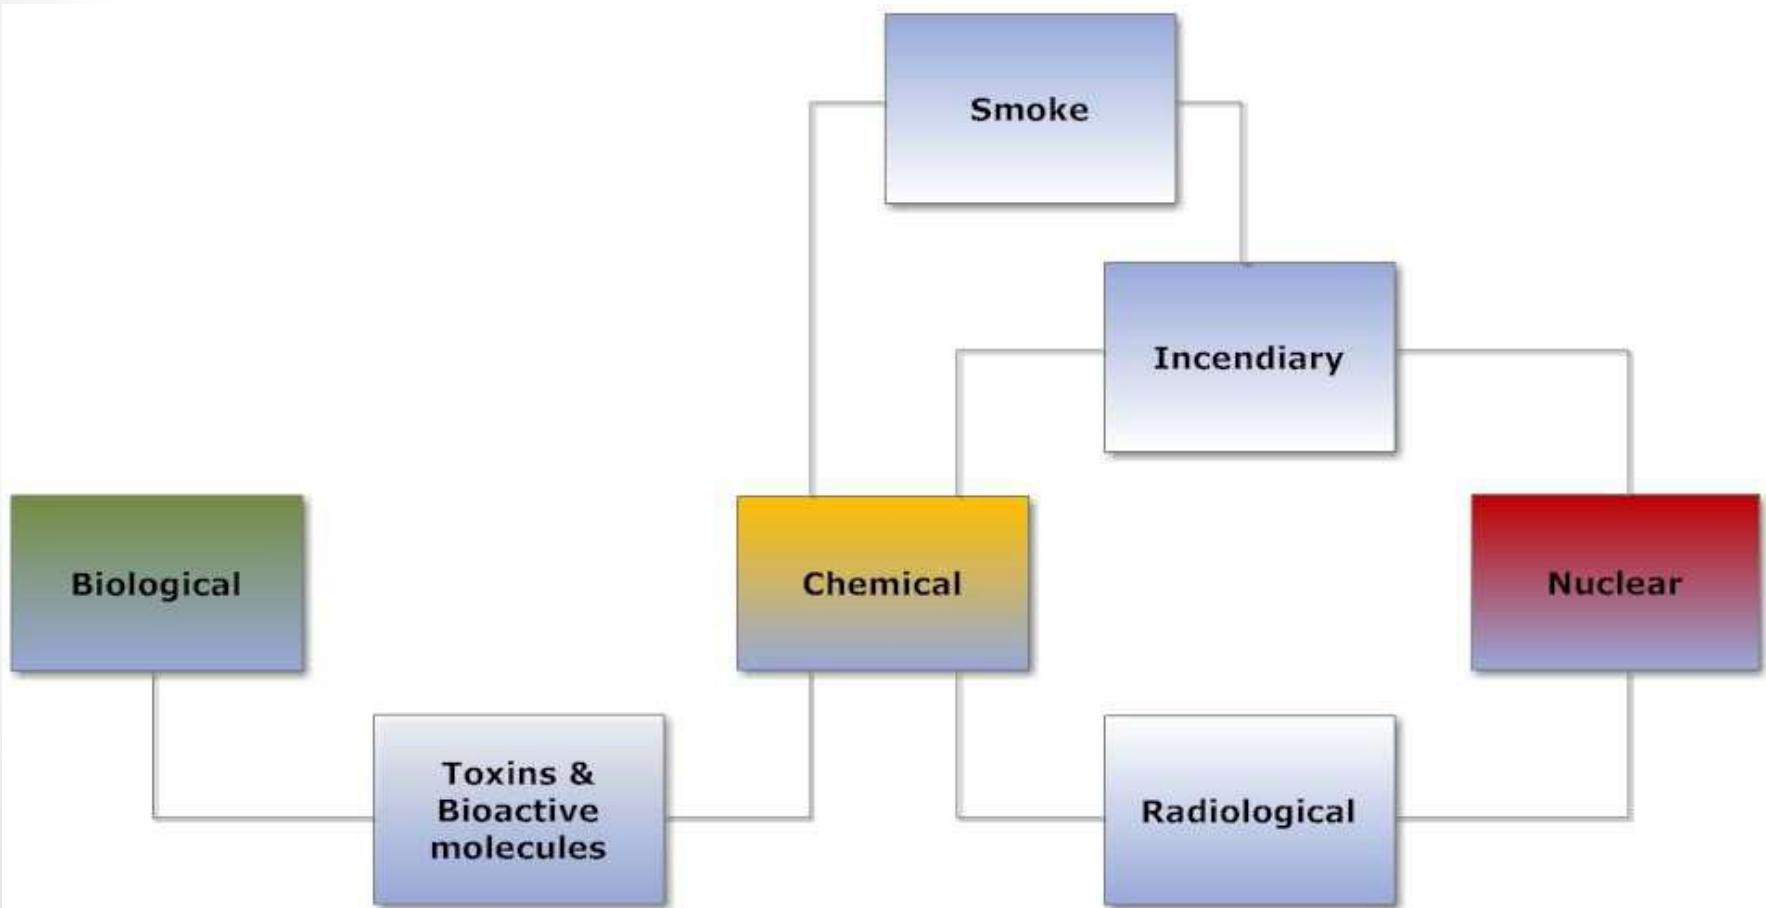 Smoke
Incendiary
Biological
Chemical
Nuclear
Toxins &
Bioactive
molecules
Radiological